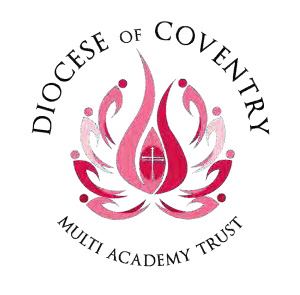 DIOCESE OF COVENTRY
MULTI ACADEMY TRUST